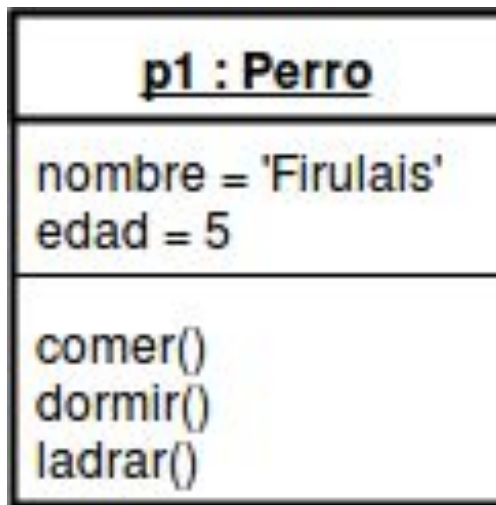 p1 : Perro
nombre = 'Firulais'
edad = 5
comer()
dormir()
ladrar()